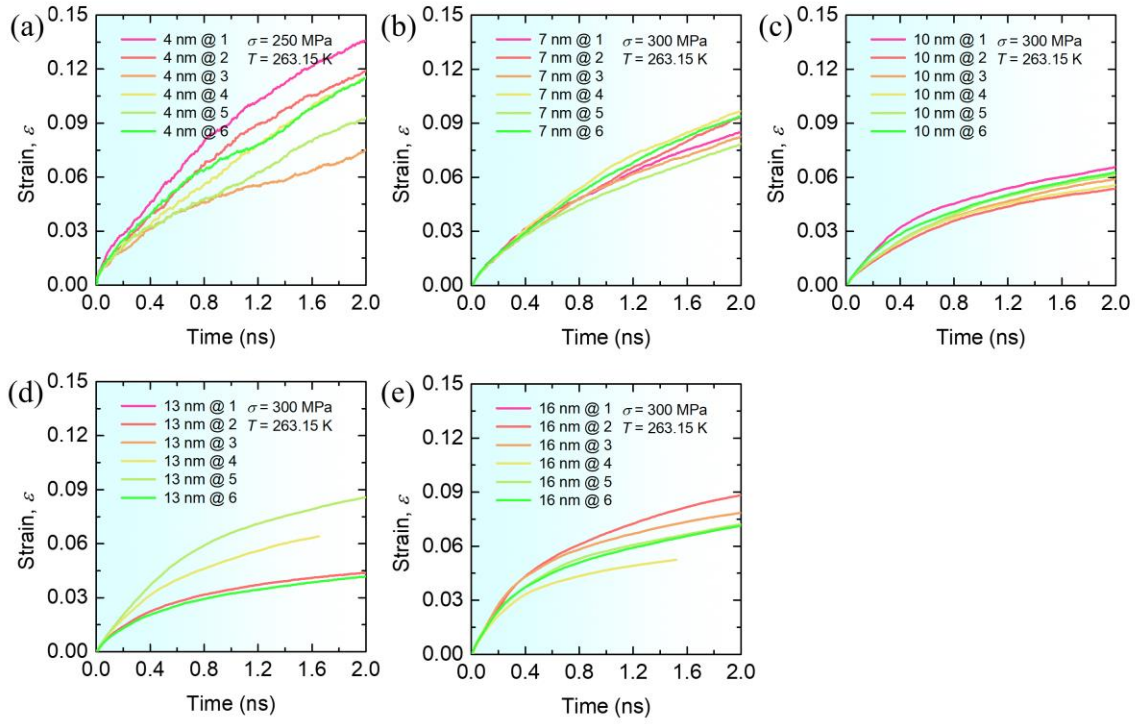 (a)
0.15
0.12
0.09
0.06
0.03
0.00
Strain, ε
4 nm @ 1
4 nm @ 2
4 nm @ 3
4 nm @ 4
4 nm @ 5
4 nm @ 6
σ = 250 MPa
T = 263.15 K
0.0 0.4 0.8 1.2 1.6 2.0
Time (ns)
(b)
0.15
0.12
0.09
0.06
0.03
0.00
Strain, ε
7 nm @ 1
7 nm @ 2
7 nm @ 3
7 nm @ 4
7 nm @ 5
7 nm @ 6
σ = 300 MPa
T = 263.15 K
0.0 0.4 0.8 1.2 1.6 2.0
Time (ns)
(c)
0.15
0.12
0.09
0.06
0.03
0.00
Strain, ε
10 nm @ 1
10 nm @ 2
10 nm @ 3
10 nm @ 4
10 nm @ 5
10 nm @ 6
σ = 300 MPa
T = 263.15 K
0.0 0.4 0.8 1.2 1.6 2.0
Time (ns)
(d)
0.15
0.12
0.09
0.06
0.03
0.00
Strain, ε
13 nm @ 1
13 nm @ 2
13 nm @ 3
13 nm @ 4
13 nm @ 5
13 nm @ 6
σ = 300 MPa
T = 263.15 K
0.0 0.4 0.8 1.2 1.6 2.0
Time (ns)
(e)
0.15
0.12
0.09
0.06
0.03
0.00
Strain, ε
16 nm @ 1
16 nm @ 2
16 nm @ 3
16 nm @ 4
16 nm @ 5
16 nm @ 6
σ = 300 MPa
T = 263.15 K
0.0 0.4 0.8 1.2 1.6 2.0
Time (ns)